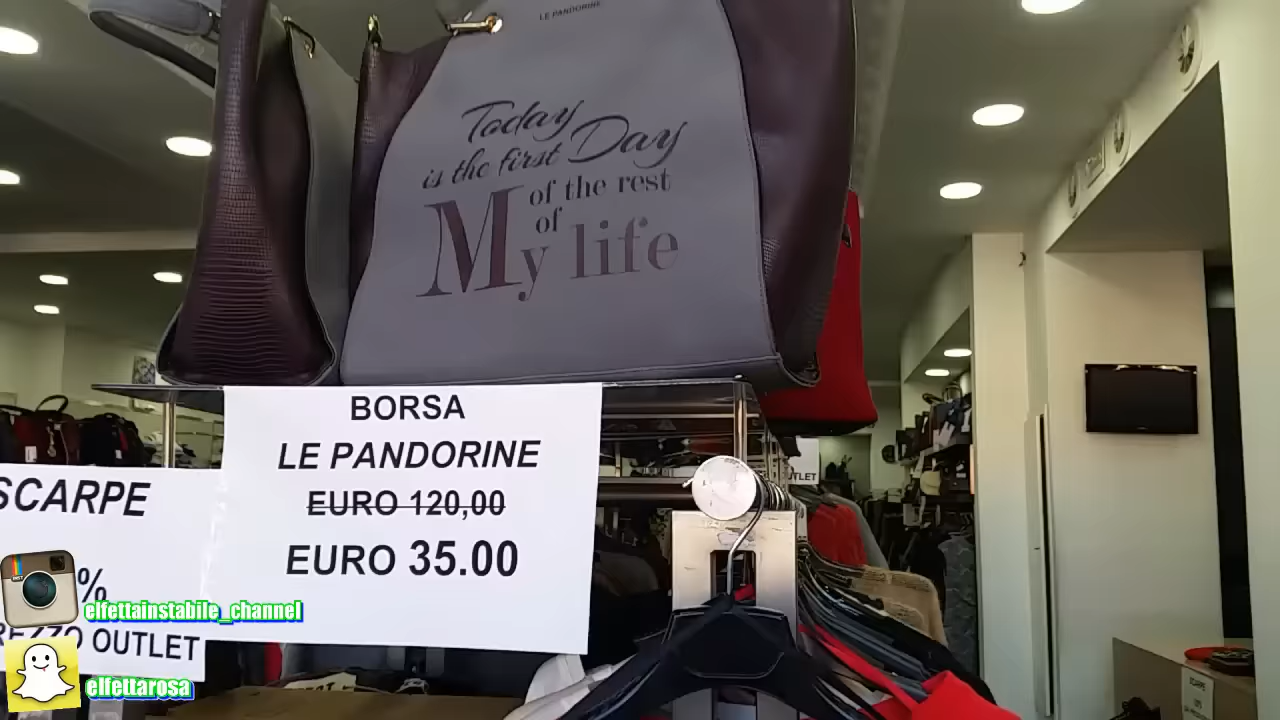 LE PANDORINE
Today
is the first Day
of the rest
of
My life
BORSA
LE PANDORINE
EURO 120,00
EURO 35.00
SCARPE
%
REZZO OUTLET
elfettainstabile_channel
elfettarosa